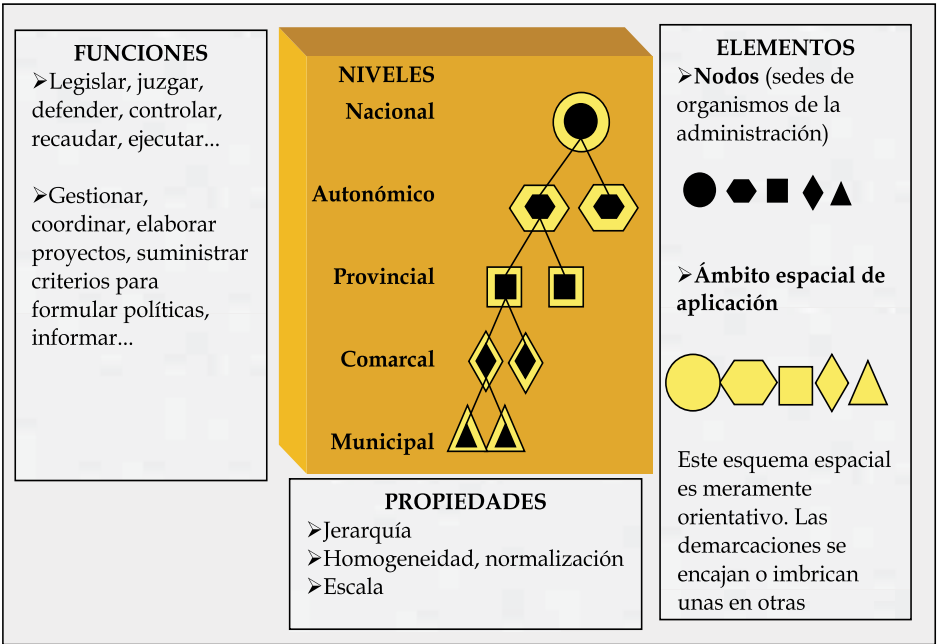 FUNCIONES
➢Legislar, juzgar,
defender, controlar,
recaudar, ejecutar...
➢Gestionar,
coordinar, elaborar
proyectos, suministrar
criterios para
formular políticas,
informar...
NIVELES
Nacional
Autonómico
Provincial
Comarcal
Municipal
PROPIEDADES
➢Jerarquía
➢Homogeneidad, normalización
➢Escala
ELEMENTOS
➢Nodos (sedes de
organismos de la
administración)
➢Ámbito espacial de
aplicación
Este esquema espacial
es meramente
orientativo. Las
demarcaciones se
encajan o imbrican
unas en otras